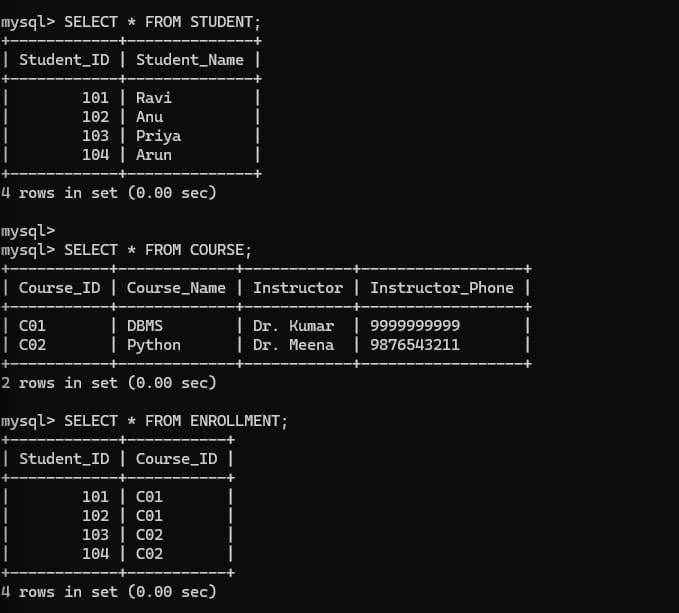 mysql> SELECT * FROM STUDENT;
+------------+--------------+
| Student_ID | Student_Name |
+------------+--------------+
|        101 | Ravi         |
|        102 | Anu          |
|        103 | Priya        |
|        104 | Arun         |
+------------+--------------+
4 rows in set (0.00 sec)

mysql>
mysql> SELECT * FROM COURSE;
+-----------+-------------+------------+------------------+
| Course_ID | Course_Name | Instructor | Instructor_Phone |
+-----------+-------------+------------+------------------+
| C01       | DBMS        | Dr. Kumar  | 9999999999       |
| C02       | Python      | Dr. Meena  | 9876543211       |
+-----------+-------------+------------+------------------+
2 rows in set (0.00 sec)

mysql> SELECT * FROM ENROLLMENT;
+------------+-----------+
| Student_ID | Course_ID |
+------------+-----------+
|        101 | C01       |
|        102 | C01       |
|        103 | C02       |
|        104 | C02       |
+------------+-----------+
4 rows in set (0.00 sec)